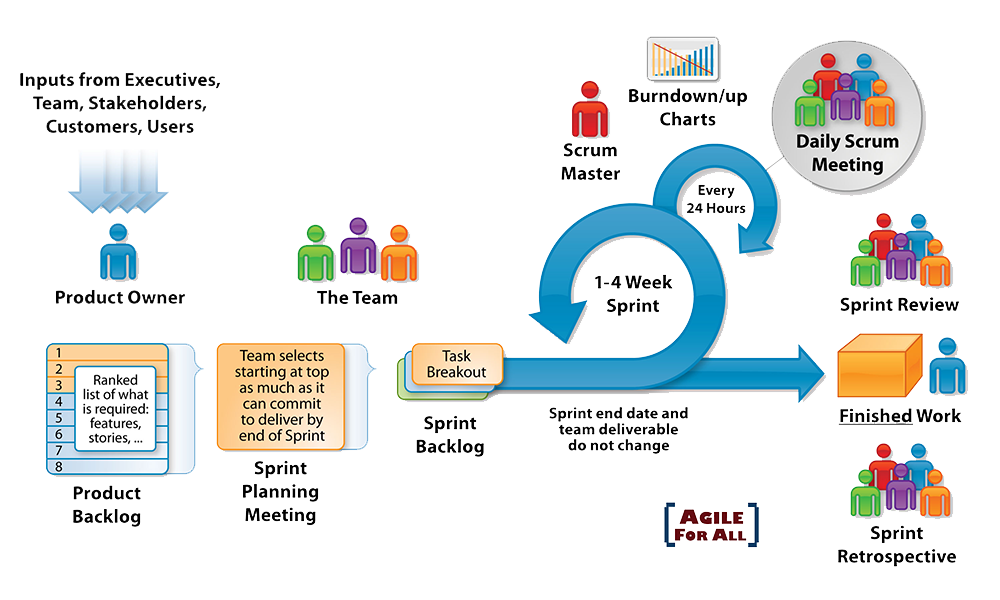 Inputs from Executives,
Team, Stakeholders,
Customers, Users
Product Owner
The Team
Scrum
Master
Burndown/up
Charts
Daily Scrum
Meeting
Every
24 Hours
1-4 Week
Sprint
Sprint Review
1
2
3
4
5
6
7
8
Ranked
list of what
is required:
features,
stories, ...
Product
Backlog
Team selects
starting at top
as much as it
can commit
to deliver by
end of Sprint
Sprint
Planning
Meeting
Task
Breakout
Sprint
Backlog
Sprint end date and
team deliverable
do not change
Finished Work
Sprint
Retrospective
AGILE
FOR ALL